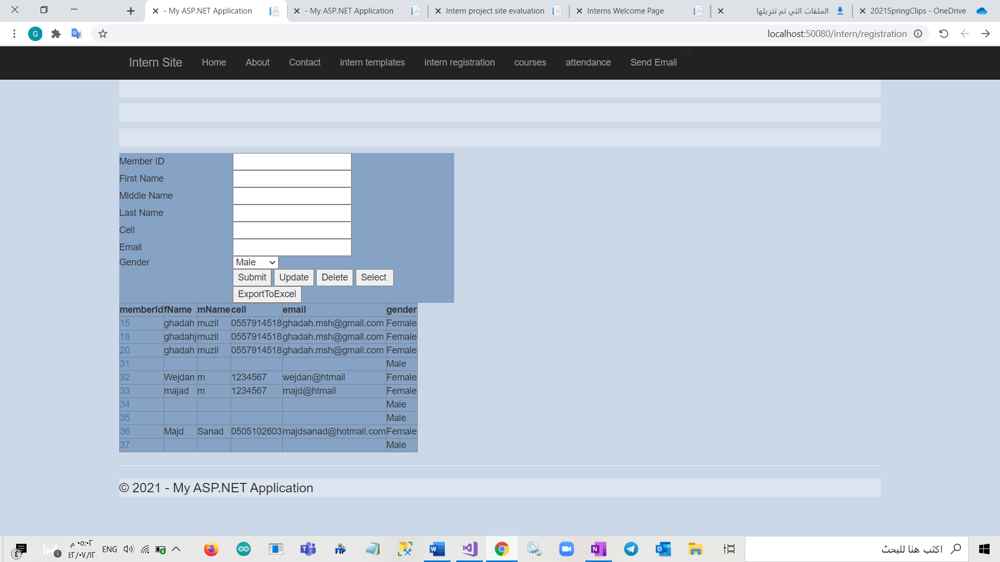 - My ASP.NET Application
- My ASP.NET Application
Intern project site evaluation
Interns Welcome Page
الملفات التي تم تنزيلها
2021SpringClips - OneDrive
G
localhost:50080/intern/registration
Intern Site Home About Contact intern templates intern registration courses attendance Send Email //
Member ID
First Name
Middle Name
Last Name
Cell
Email
Gender Male
Submit Update Delete Select
ExportToExcel
memberId fName mName cell email gender
15 ghadah muzil 0557914518 ghadah.msh@gmail.com Female
18 ghadahj muzil 0557914518 ghadah.msh@gmail.com Female
20 ghadah muzil 0557914518 ghadah.msh@gmail.com Female
31 Male
32 Wejdan m 1234567 wejdan@htmail Female
33 majad m 1234567 majd@htmail Female
34 Male
35 Male
36 Majd Sanad 0505102603 majdsanad@hotmail.com Female
37 Male
© 2021 - My ASP.NET Application
٠٥:٠٢ م
ENG
٤٢/٠٧/١٢
اكتب هنا للبحث